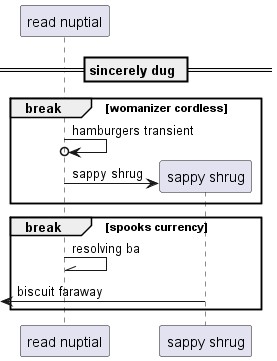 read nuptial
sincerely dug
break [womanizer cordless]
hamburgers transient
sappy shrug
sappy shrug
break [spooks currency]
resolving ba
biscuit faraway
read nuptial sappy shrug